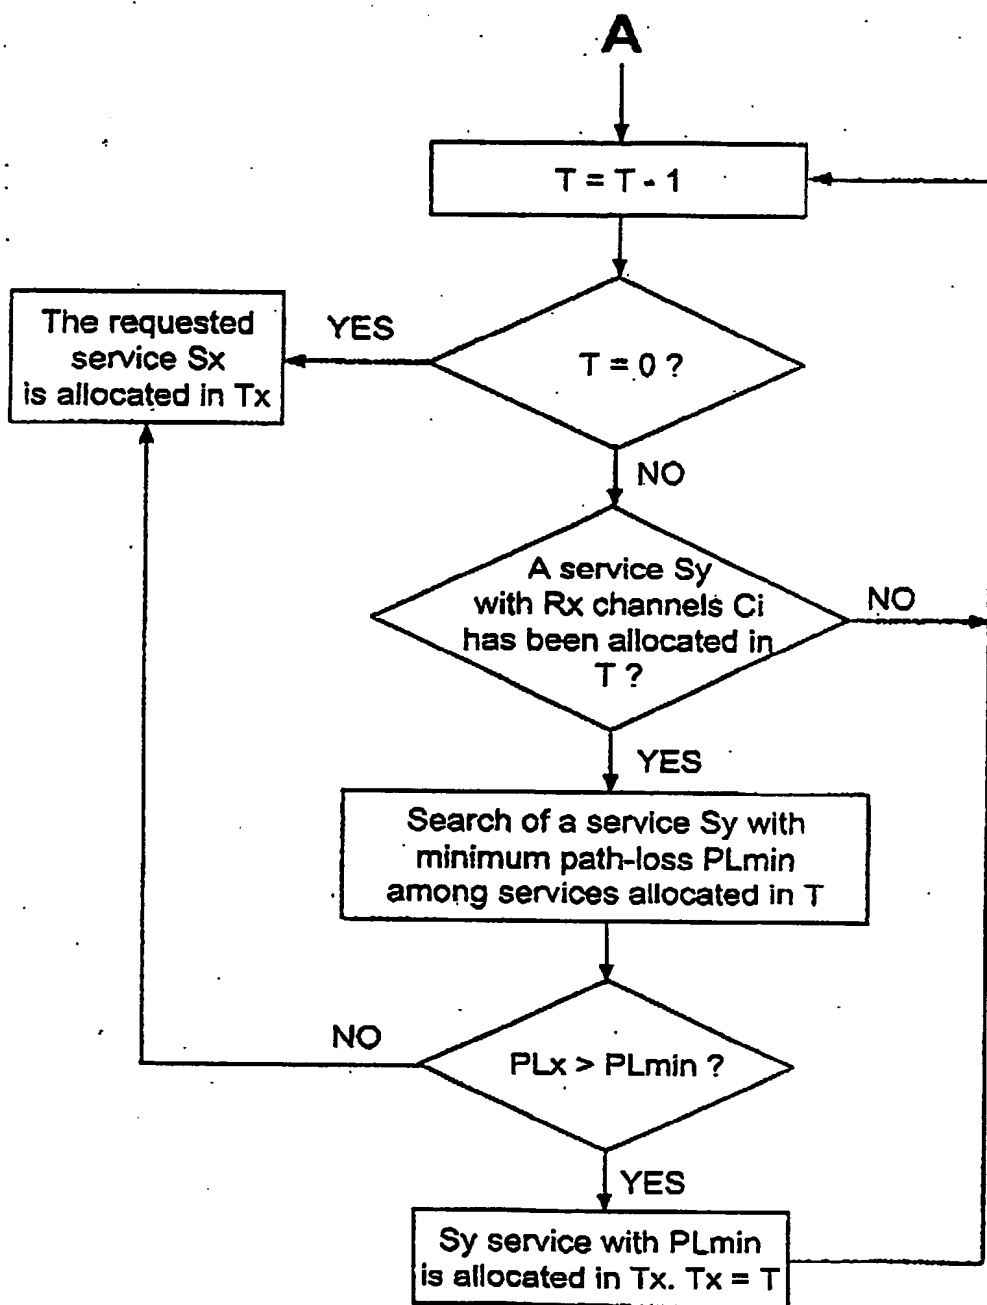 A
T = T - 1
The requested
service Sx
is allocated in Tx
YES
T = 0 ?
NO
A service Sy
with Rx channels Ci
has been allocated in
T ?
NO
YES
Search of a service Sy with
minimum path-loss PLmin
among services allocated in T
NO
PLx > PLmin ?
YES
Sy service with PLmin
is allocated in Tx. Tx = T